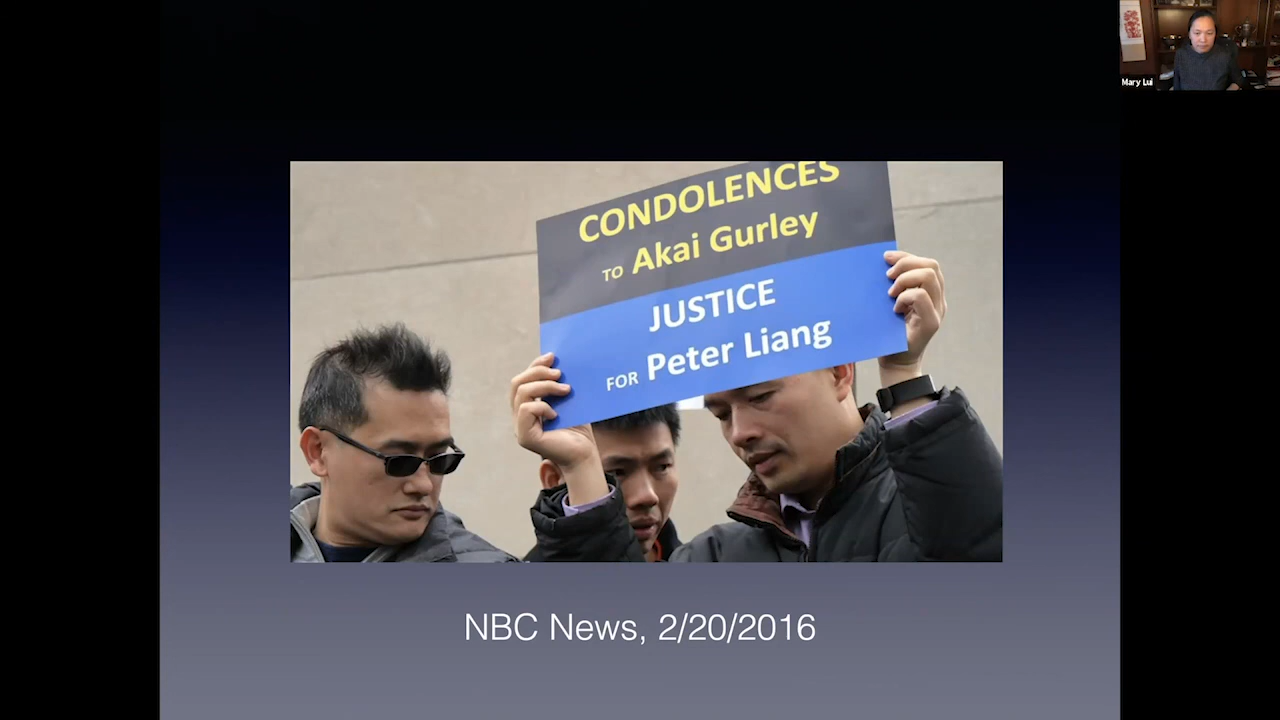 Mary Lui
CONDOLENCES
TO Akai Gurley
JUSTICE
FOR Peter Liang
NBC News, 2/20/2016